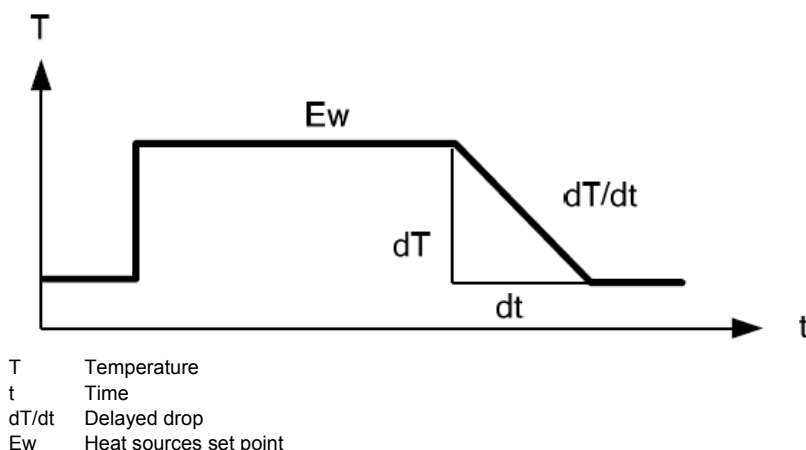 T
Ew
dT/dt
dT
dt
t
T Temperature
t Time
dT/dt Delayed drop
Ew Heat sources set point